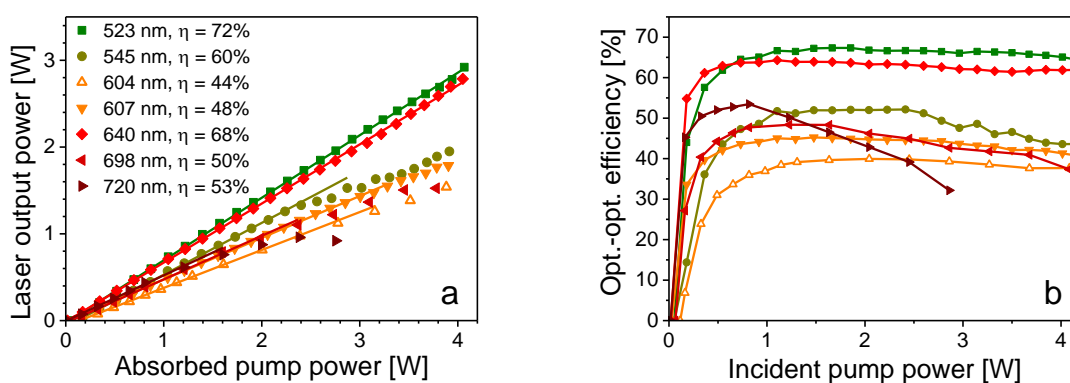 Laser output power [W]
3
2
1
0
523 nm, η = 72%
545 nm, η = 60%
604 nm, η = 44%
607 nm, η = 48%
640 nm, η = 68%
698 nm, η = 50%
720 nm, η = 53%
a
0 1 2 3 4
Absorbed pump power [W]
Opt.-opt. efficiency [%]
70
60
50
40
30
20
10
0
b
0 1 2 3 4
Incident pump power [W]